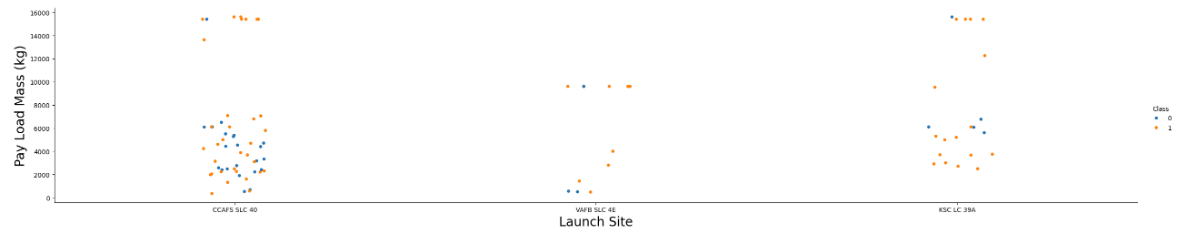 16000
14000
12000
10000
8000
6000
4000
2000
0
Pay Load Mass (kg)
CCAFS SLC 40
VAFB SLC 4E
KSC LC 39A
Launch Site
Class
0
1